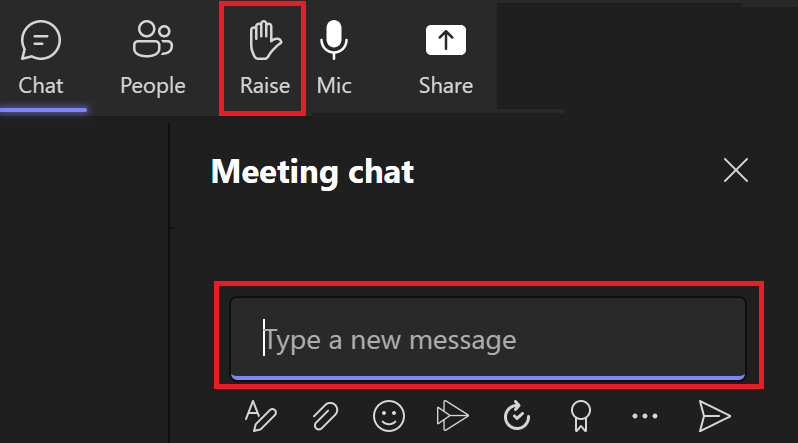 Chat People Raise Mic Share
Meeting chat
Type a new message